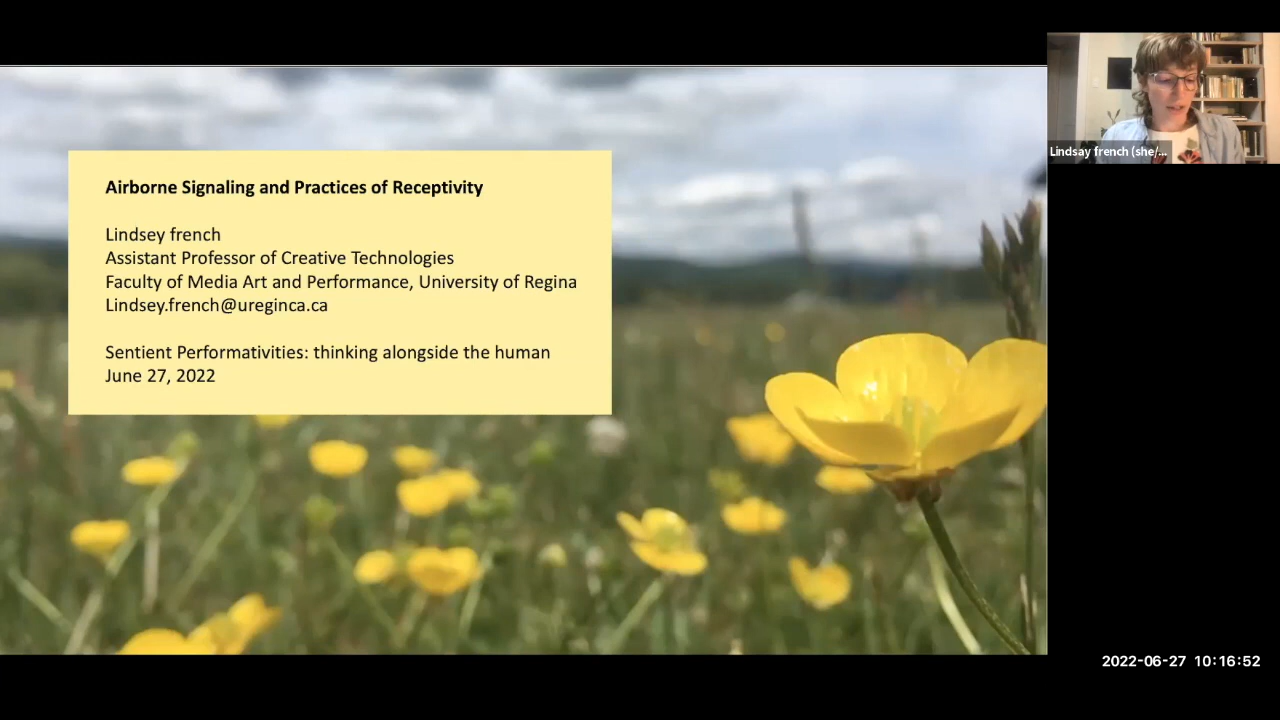 Airborne Signaling and Practices of Receptivity
Lindsey french
Assistant Professor of Creative Technologies
Faculty of Media Art and Performance, University of Regina
Lindsey.french@ureginca.ca
Sentient Performativities: thinking alongside the human
June 27, 2022
Lindsay french (she/...
2022-06-27 10:16:52